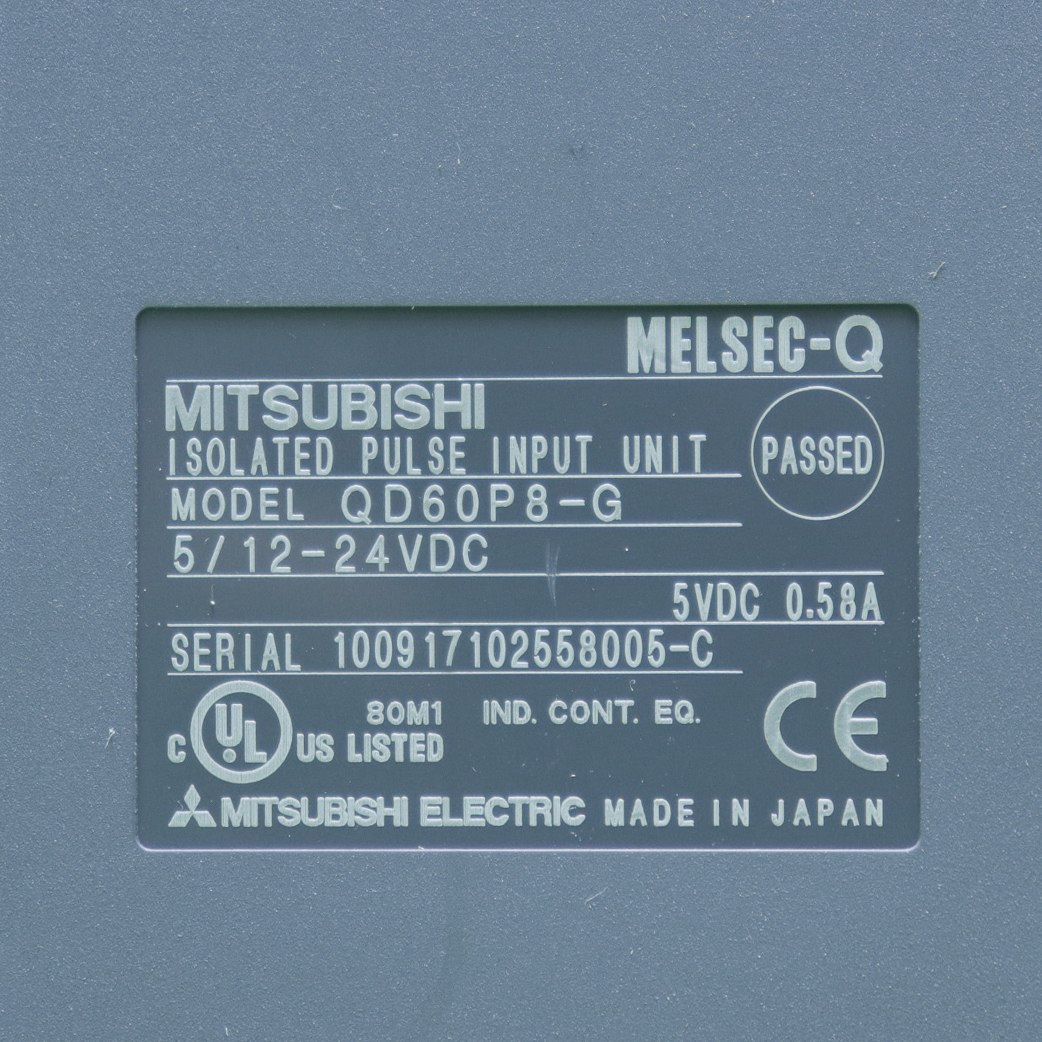 MELSEC-Q
MITSUBISHI
ISOLATED PULSE INPUT UNIT
PASSED
MODEL QD60P8-G
5/12-24VDC
5VDC 0.58A
SERIAL 100917102558005-C
C UL US LISTED
80M1 IND. CONT. EQ.
CE
MITSUBISHI ELECTRIC MADE IN JAPAN